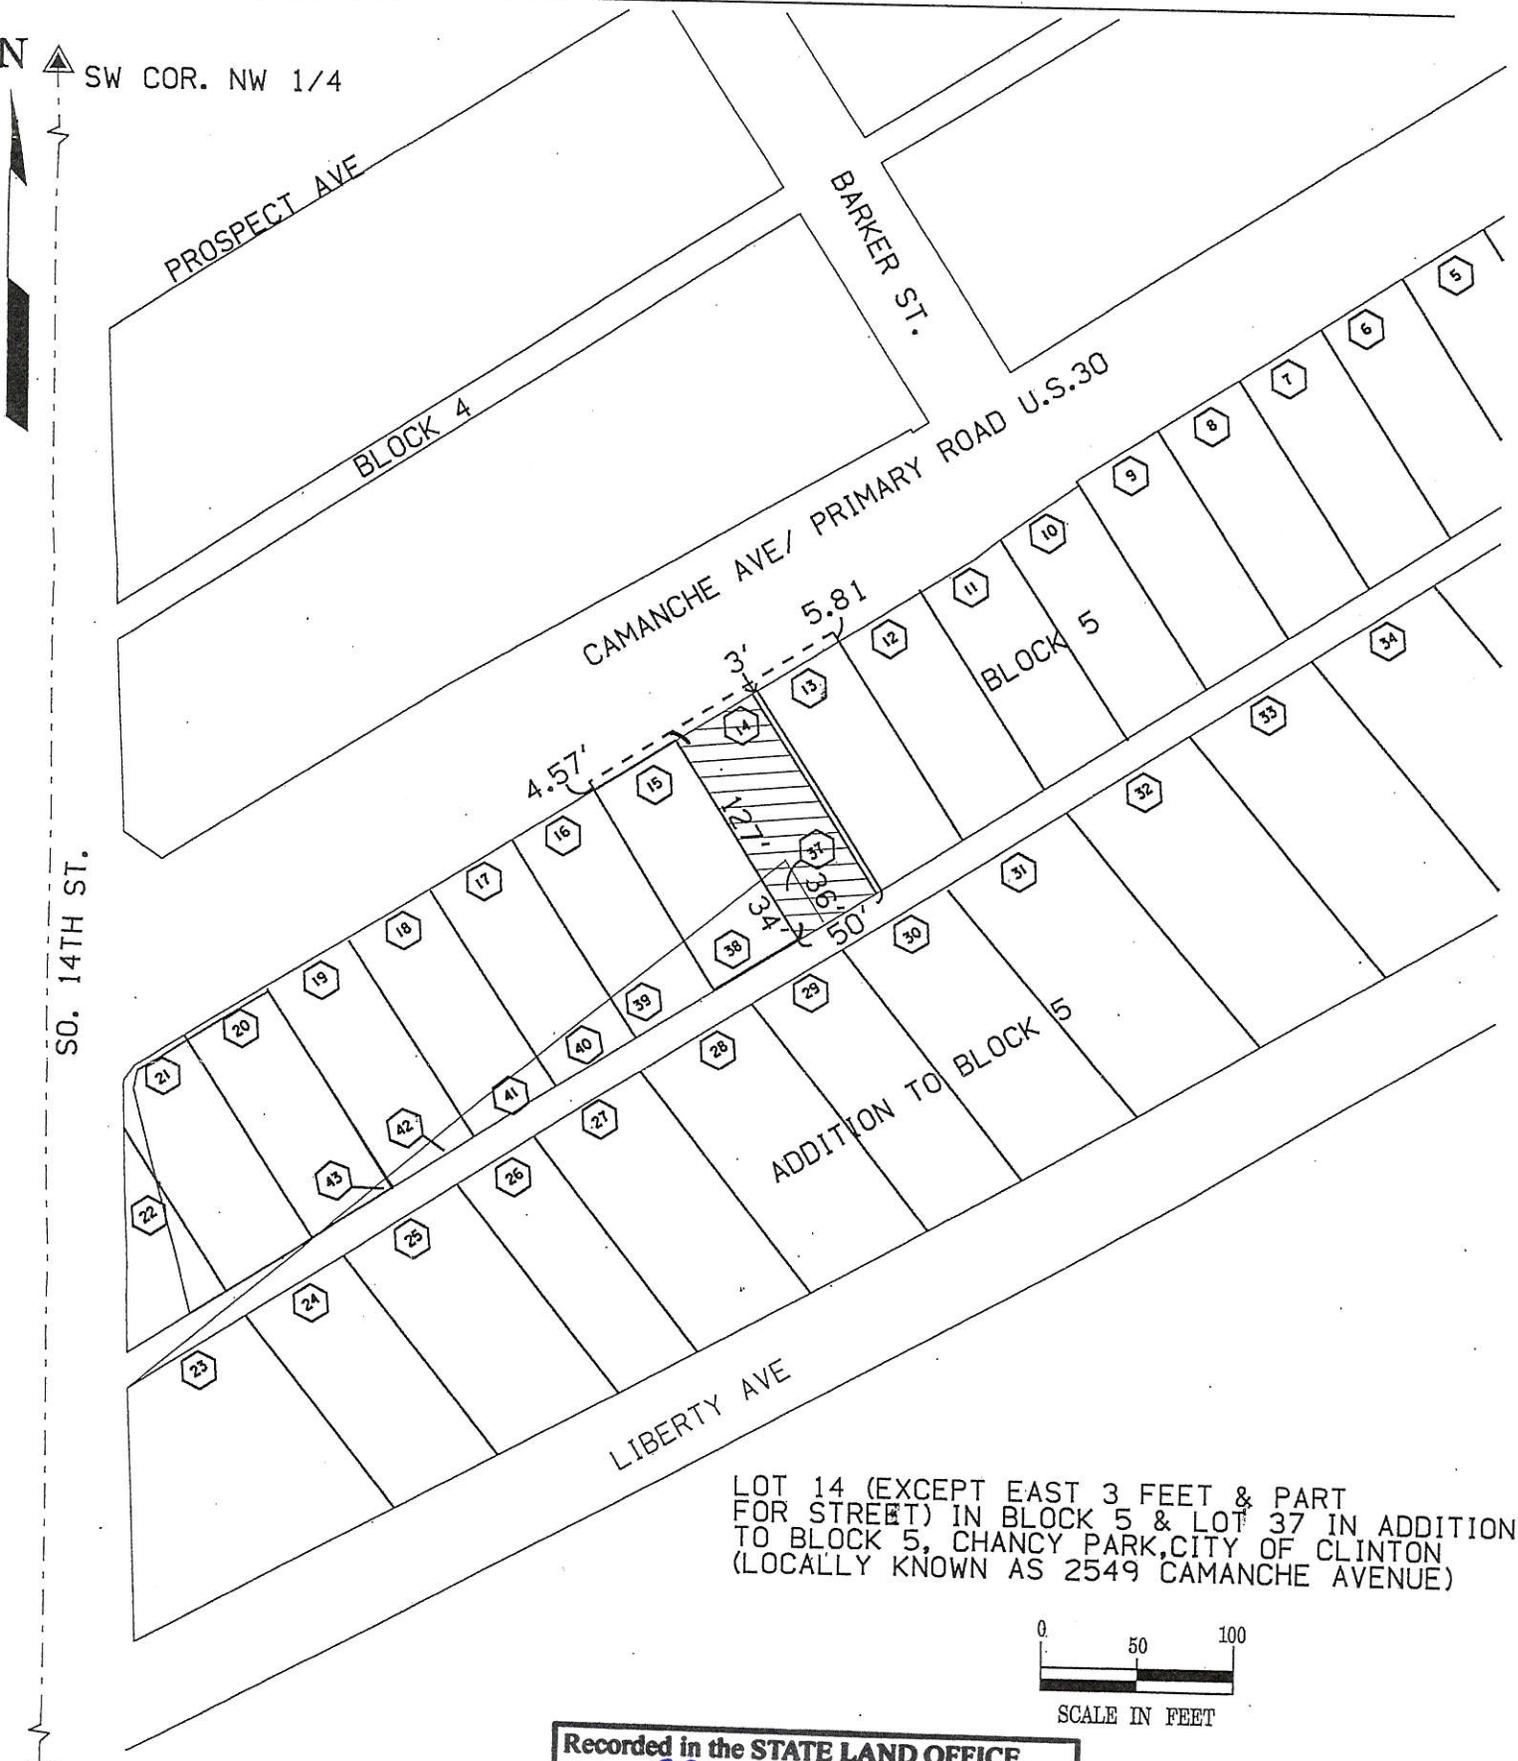 N
SW COR. NW 1/4
PROSPECT AVE
BARKER ST.
BLOCK 4
CAMANCHE AVE/ PRIMARY ROAD U.S.30
5
6
7
8
9
10
11
12
13
14
15
16
17
18
19
20
21
22
BLOCK 5
5.81
3'
4.57'
127'
37
36'
34'
50'
38
39
40
41
42
43
34
33
32
31
30
29
28
27
26
25
24
23
ADDITION TO BLOCK 5
SO. 14TH ST.
LIBERTY AVE
LOT 14 (EXCEPT EAST 3 FEET & PART
FOR STREET) IN BLOCK 5 & LOT 37 IN ADDITION
TO BLOCK 5, CHANCY PARK,CITY OF CLINTON
(LOCALLY KNOWN AS 2549 CAMANCHE AVENUE)
0 50 100
SCALE IN FEET
Recorded in the STATE LAND OFFICE